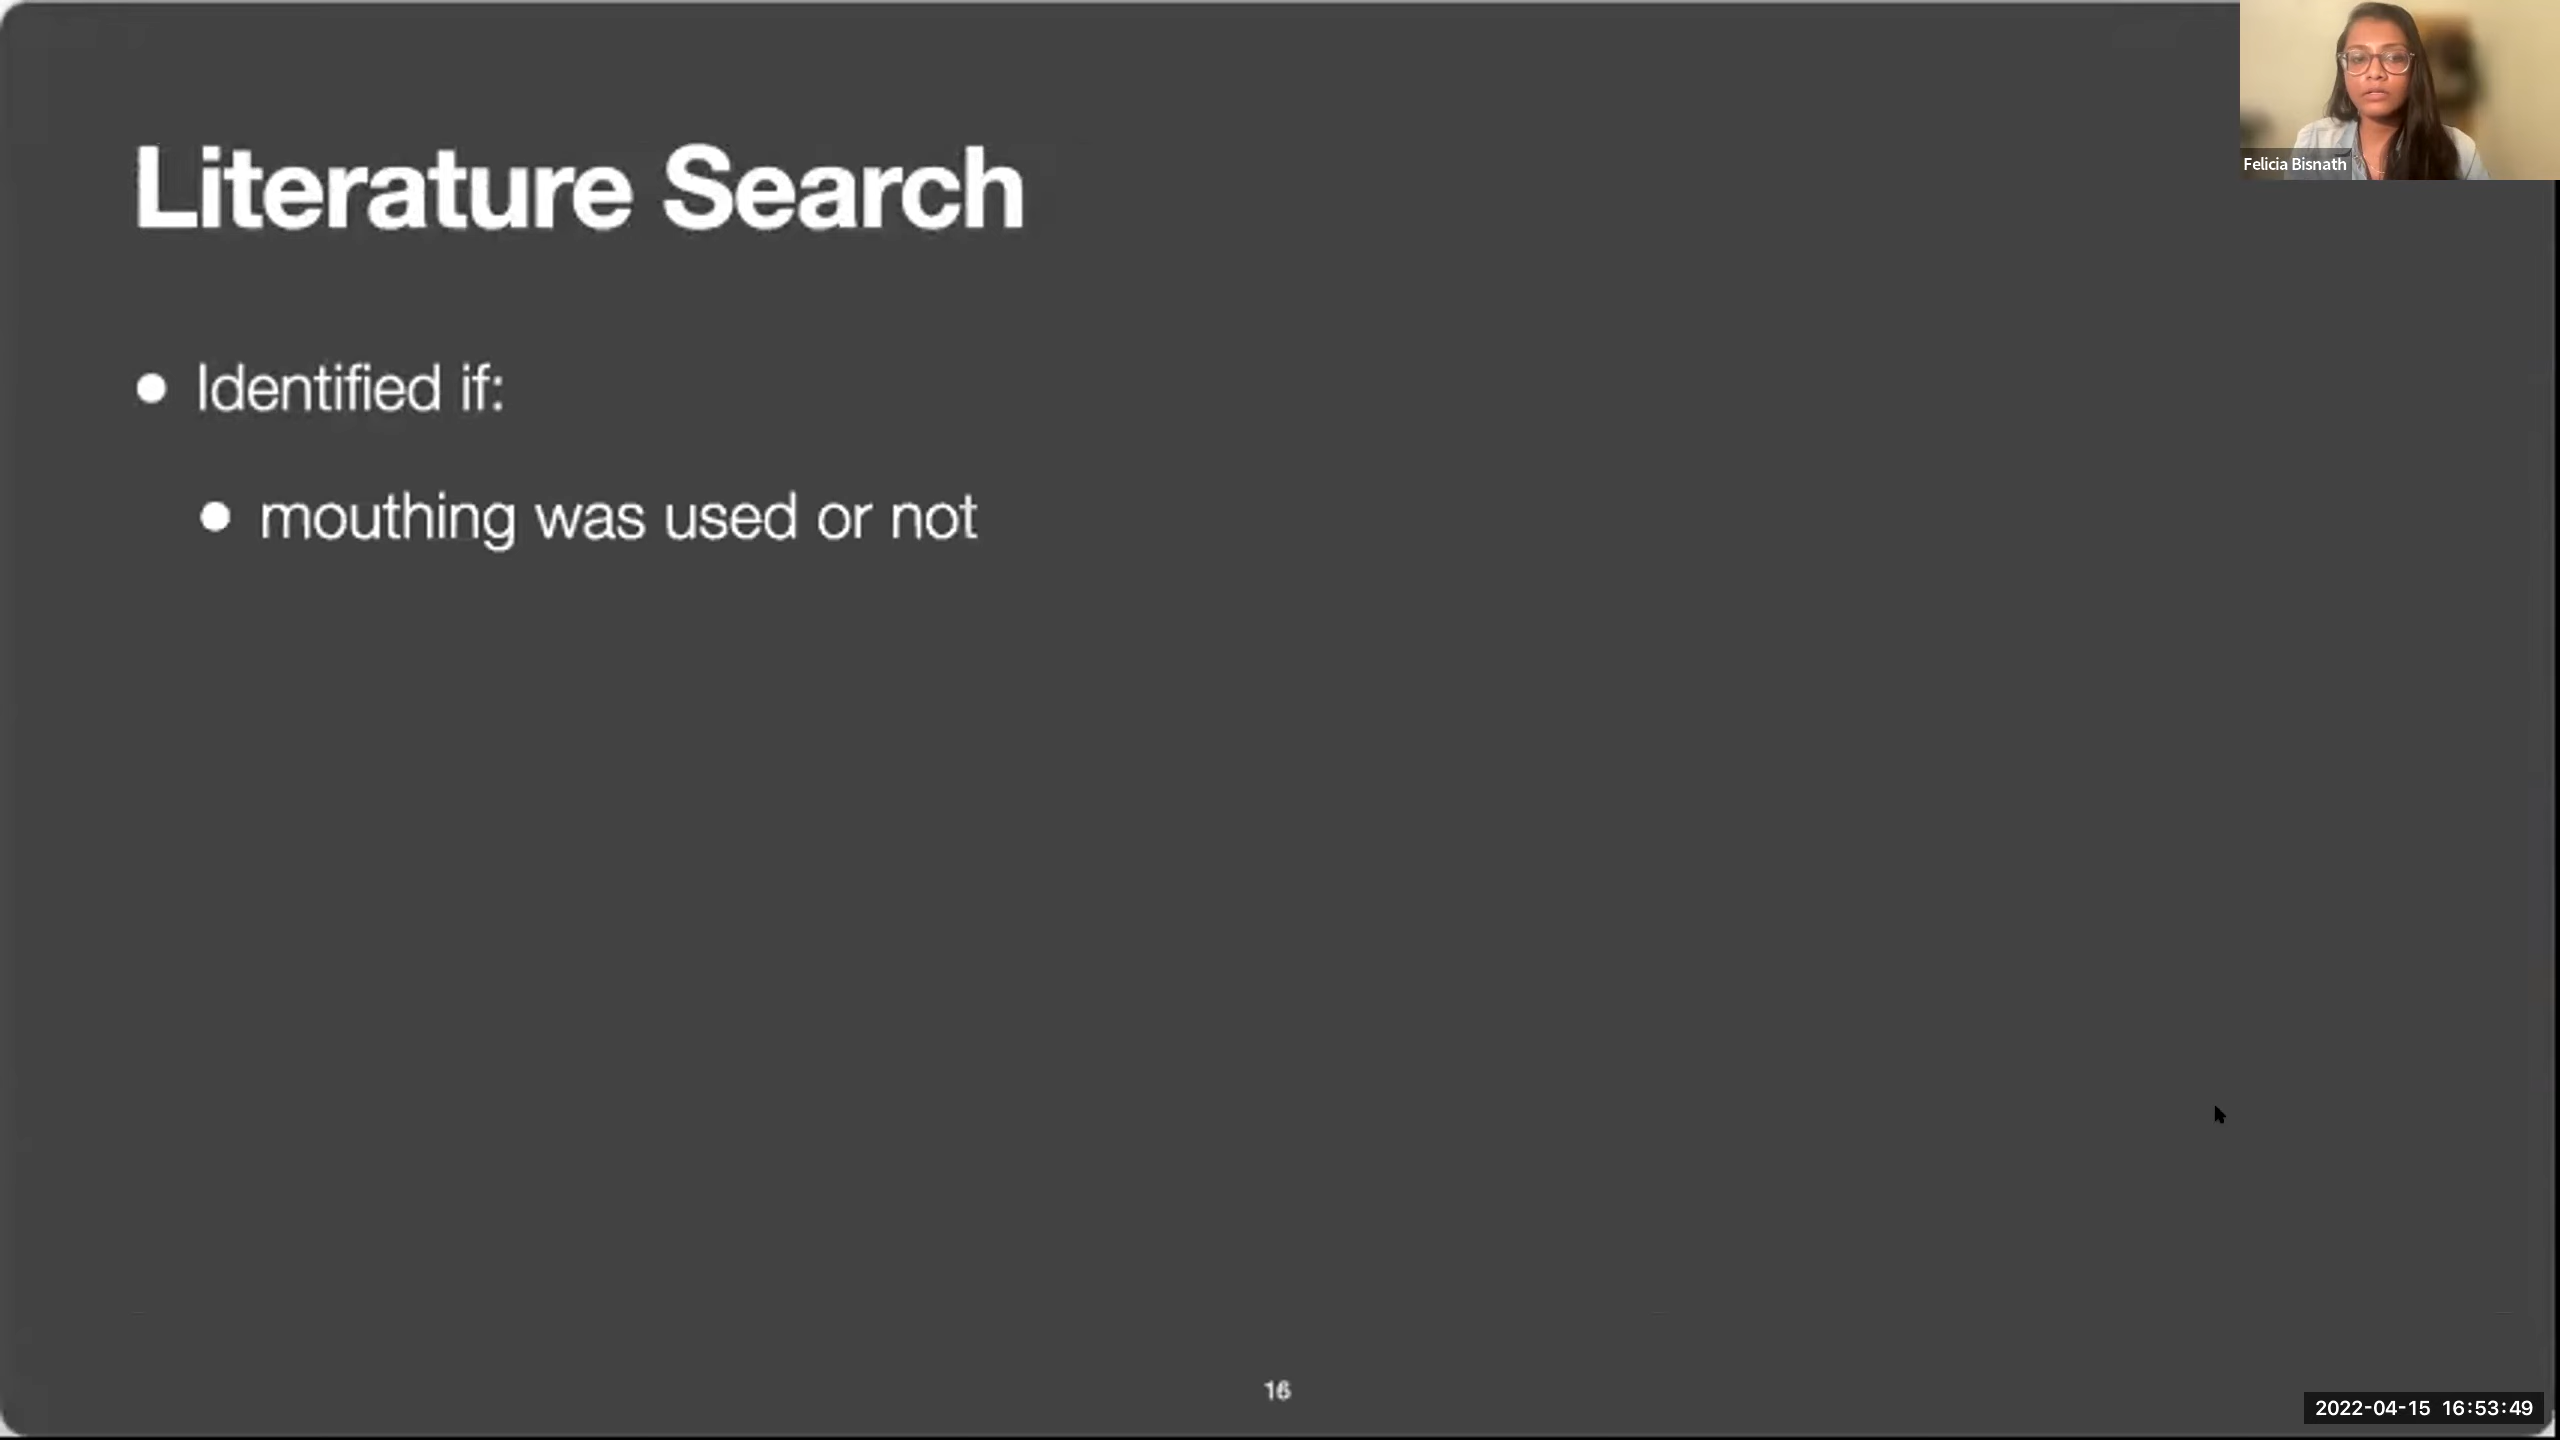 Literature Search
Felicia Bisnath
● Identified if:
● mouthing was used or not
16
2022-04-15 16:53:49